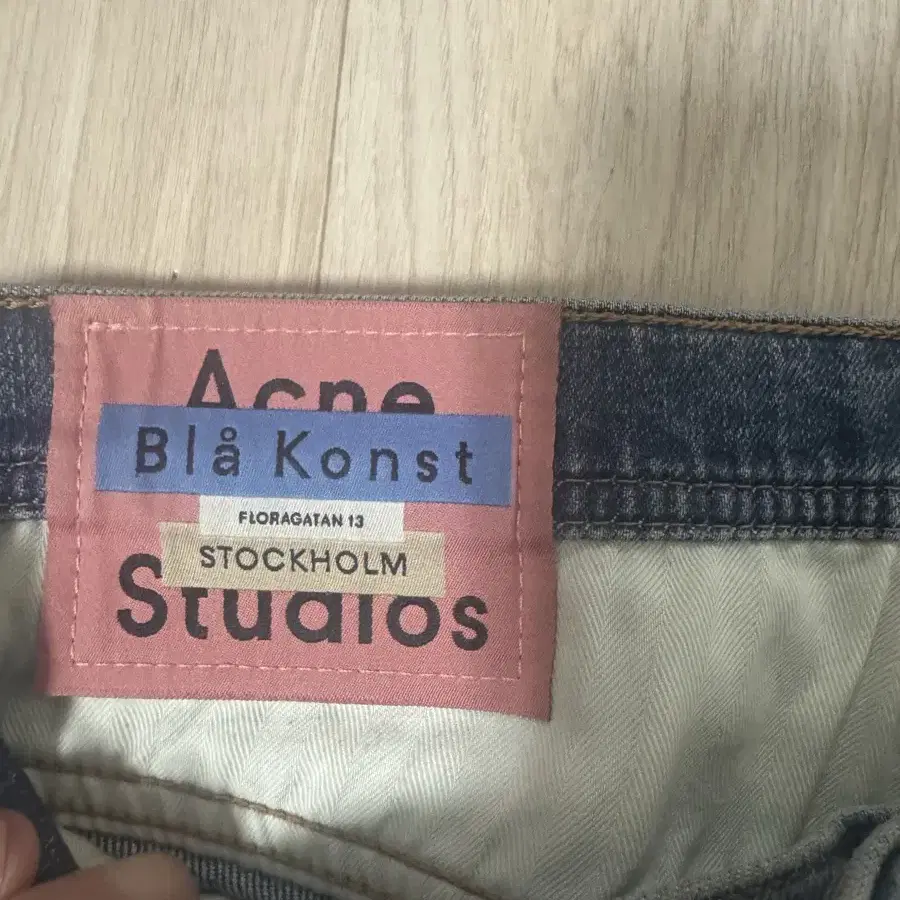 Acne
Blå Konst
FLORAGATAN 13
STOCKHOLM
Studios